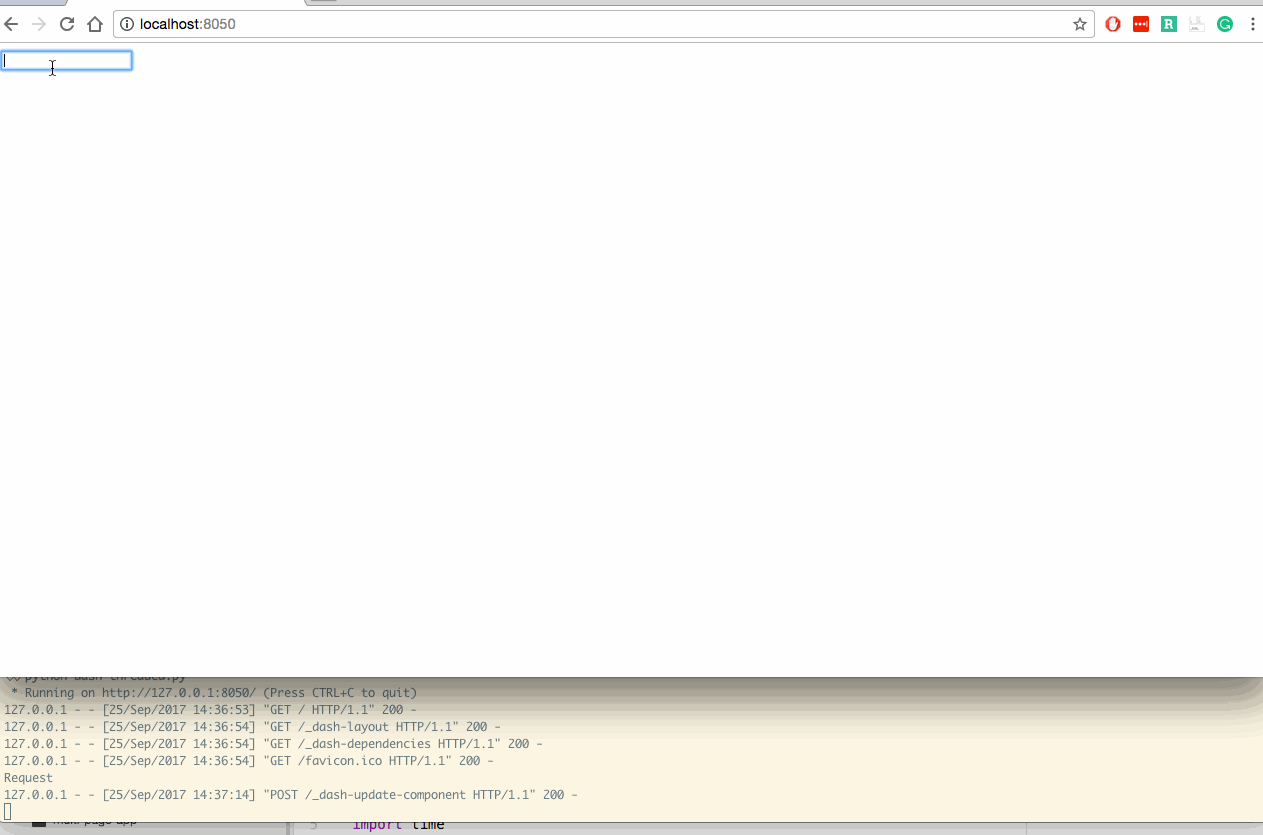 localhost:8050
R
G
python dash-threaded.py
* Running on http://127.0.0.1:8050/ (Press CTRL+C to quit)
127.0.0.1 - - [25/Sep/2017 14:36:53] "GET / HTTP/1.1" 200 -
127.0.0.1 - - [25/Sep/2017 14:36:54] "GET /_dash-layout HTTP/1.1" 200 -
127.0.0.1 - - [25/Sep/2017 14:36:54] "GET /_dash-dependencies HTTP/1.1" 200 -
127.0.0.1 - - [25/Sep/2017 14:36:54] "GET /favicon.ico HTTP/1.1" 200 -
Request
127.0.0.1 - - [25/Sep/2017 14:37:14] "POST /_dash-update-component HTTP/1.1" 200 -
multi-page-app
5 import time